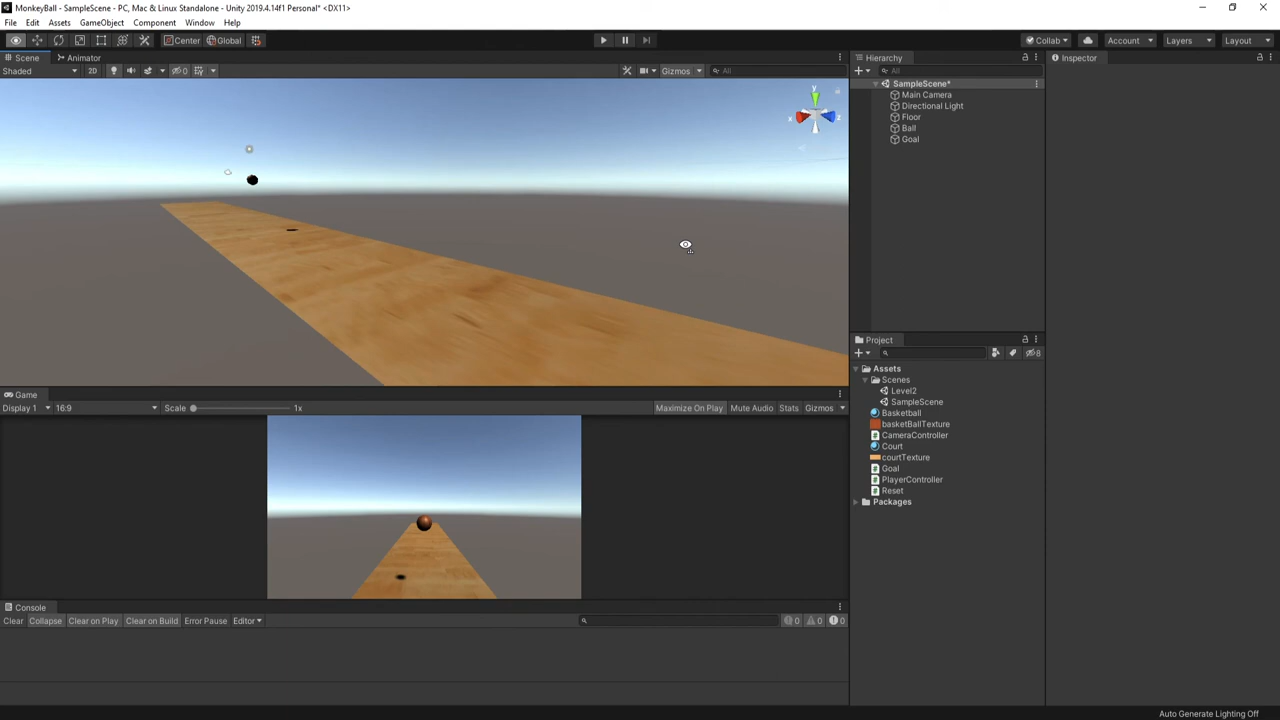 MonkeyBall - SampleScene - PC, Mac & Linux Standalone - Unity 2019.4.14f1 Personal* <DX11>
File Edit Assets GameObject Component Window Help
Center Global Collab Account Layers Layout
Scene Animator
Shaded 2D 0 Gizmos All
y
x z
Hierarchy
All
SampleScene*
Main Camera
Directional Light
Floor
Ball
Goal
Inspector
Project
8
Assets
Scenes
Level2
SampleScene
Basketball
basketBallTexture
CameraController
Court
courtTexture
Goal
PlayerController
Reset
Packages
Game
Display 1 16:9 Scale 1x Maximize On Play Mute Audio Stats Gizmos
Console
Clear Collapse Clear on Play Clear on Build Error Pause Editor 0 0 0
Auto Generate Lighting Off